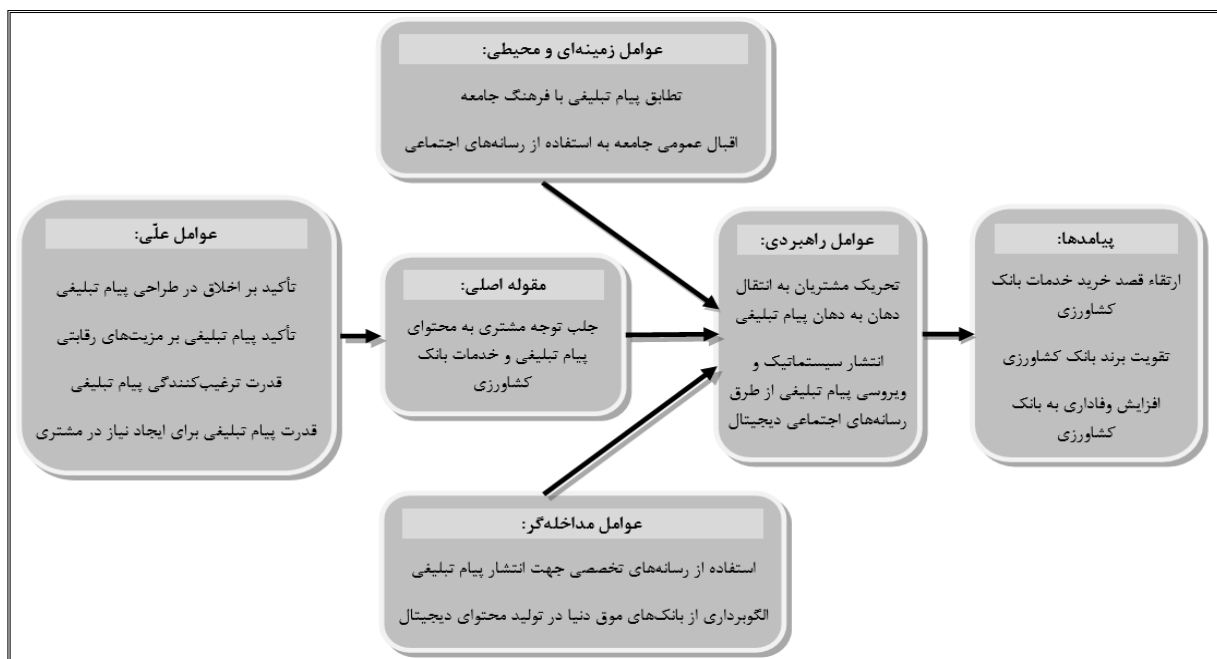 عوامل زمینه‌ای و محیطی:
تطابق پیام تبلیغی با فرهنگ جامعه
اقبال عمومی جامعه به استفاده از رسانه‌های اجتماعی
عوامل علّی:
تأکید بر اخلاق در طراحی پیام تبلیغی
تأکید پیام تبلیغی بر مزیت‌های رقابتی
قدرت ترغیب‌کنندگی پیام تبلیغی
قدرت پیام تبلیغی برای ایجاد نیاز در مشتری
مقوله اصلی:
جلب توجه مشتری به محتوای
پیام تبلیغی و خدمات بانک
کشاورزی
عوامل راهبردی:
تحریک مشتریان به انتقال
دهان به دهان پیام تبلیغی
انتشار سیستماتیک و
ویروسی پیام تبلیغی از طرق
رسانه‌های اجتماعی دیجیتال
پیامدها:
ارتقاء قصد خرید خدمات بانک
کشاورزی
تقویت برند بانک کشاورزی
افزایش وفاداری به بانک
کشاورزی
عوامل مداخله‌گر:
استفاده از رسانه‌های تخصصی جهت انتشار پیام تبلیغی
الگوبرداری از بانک‌های موق دنیا در تولید محتوای دیجیتال